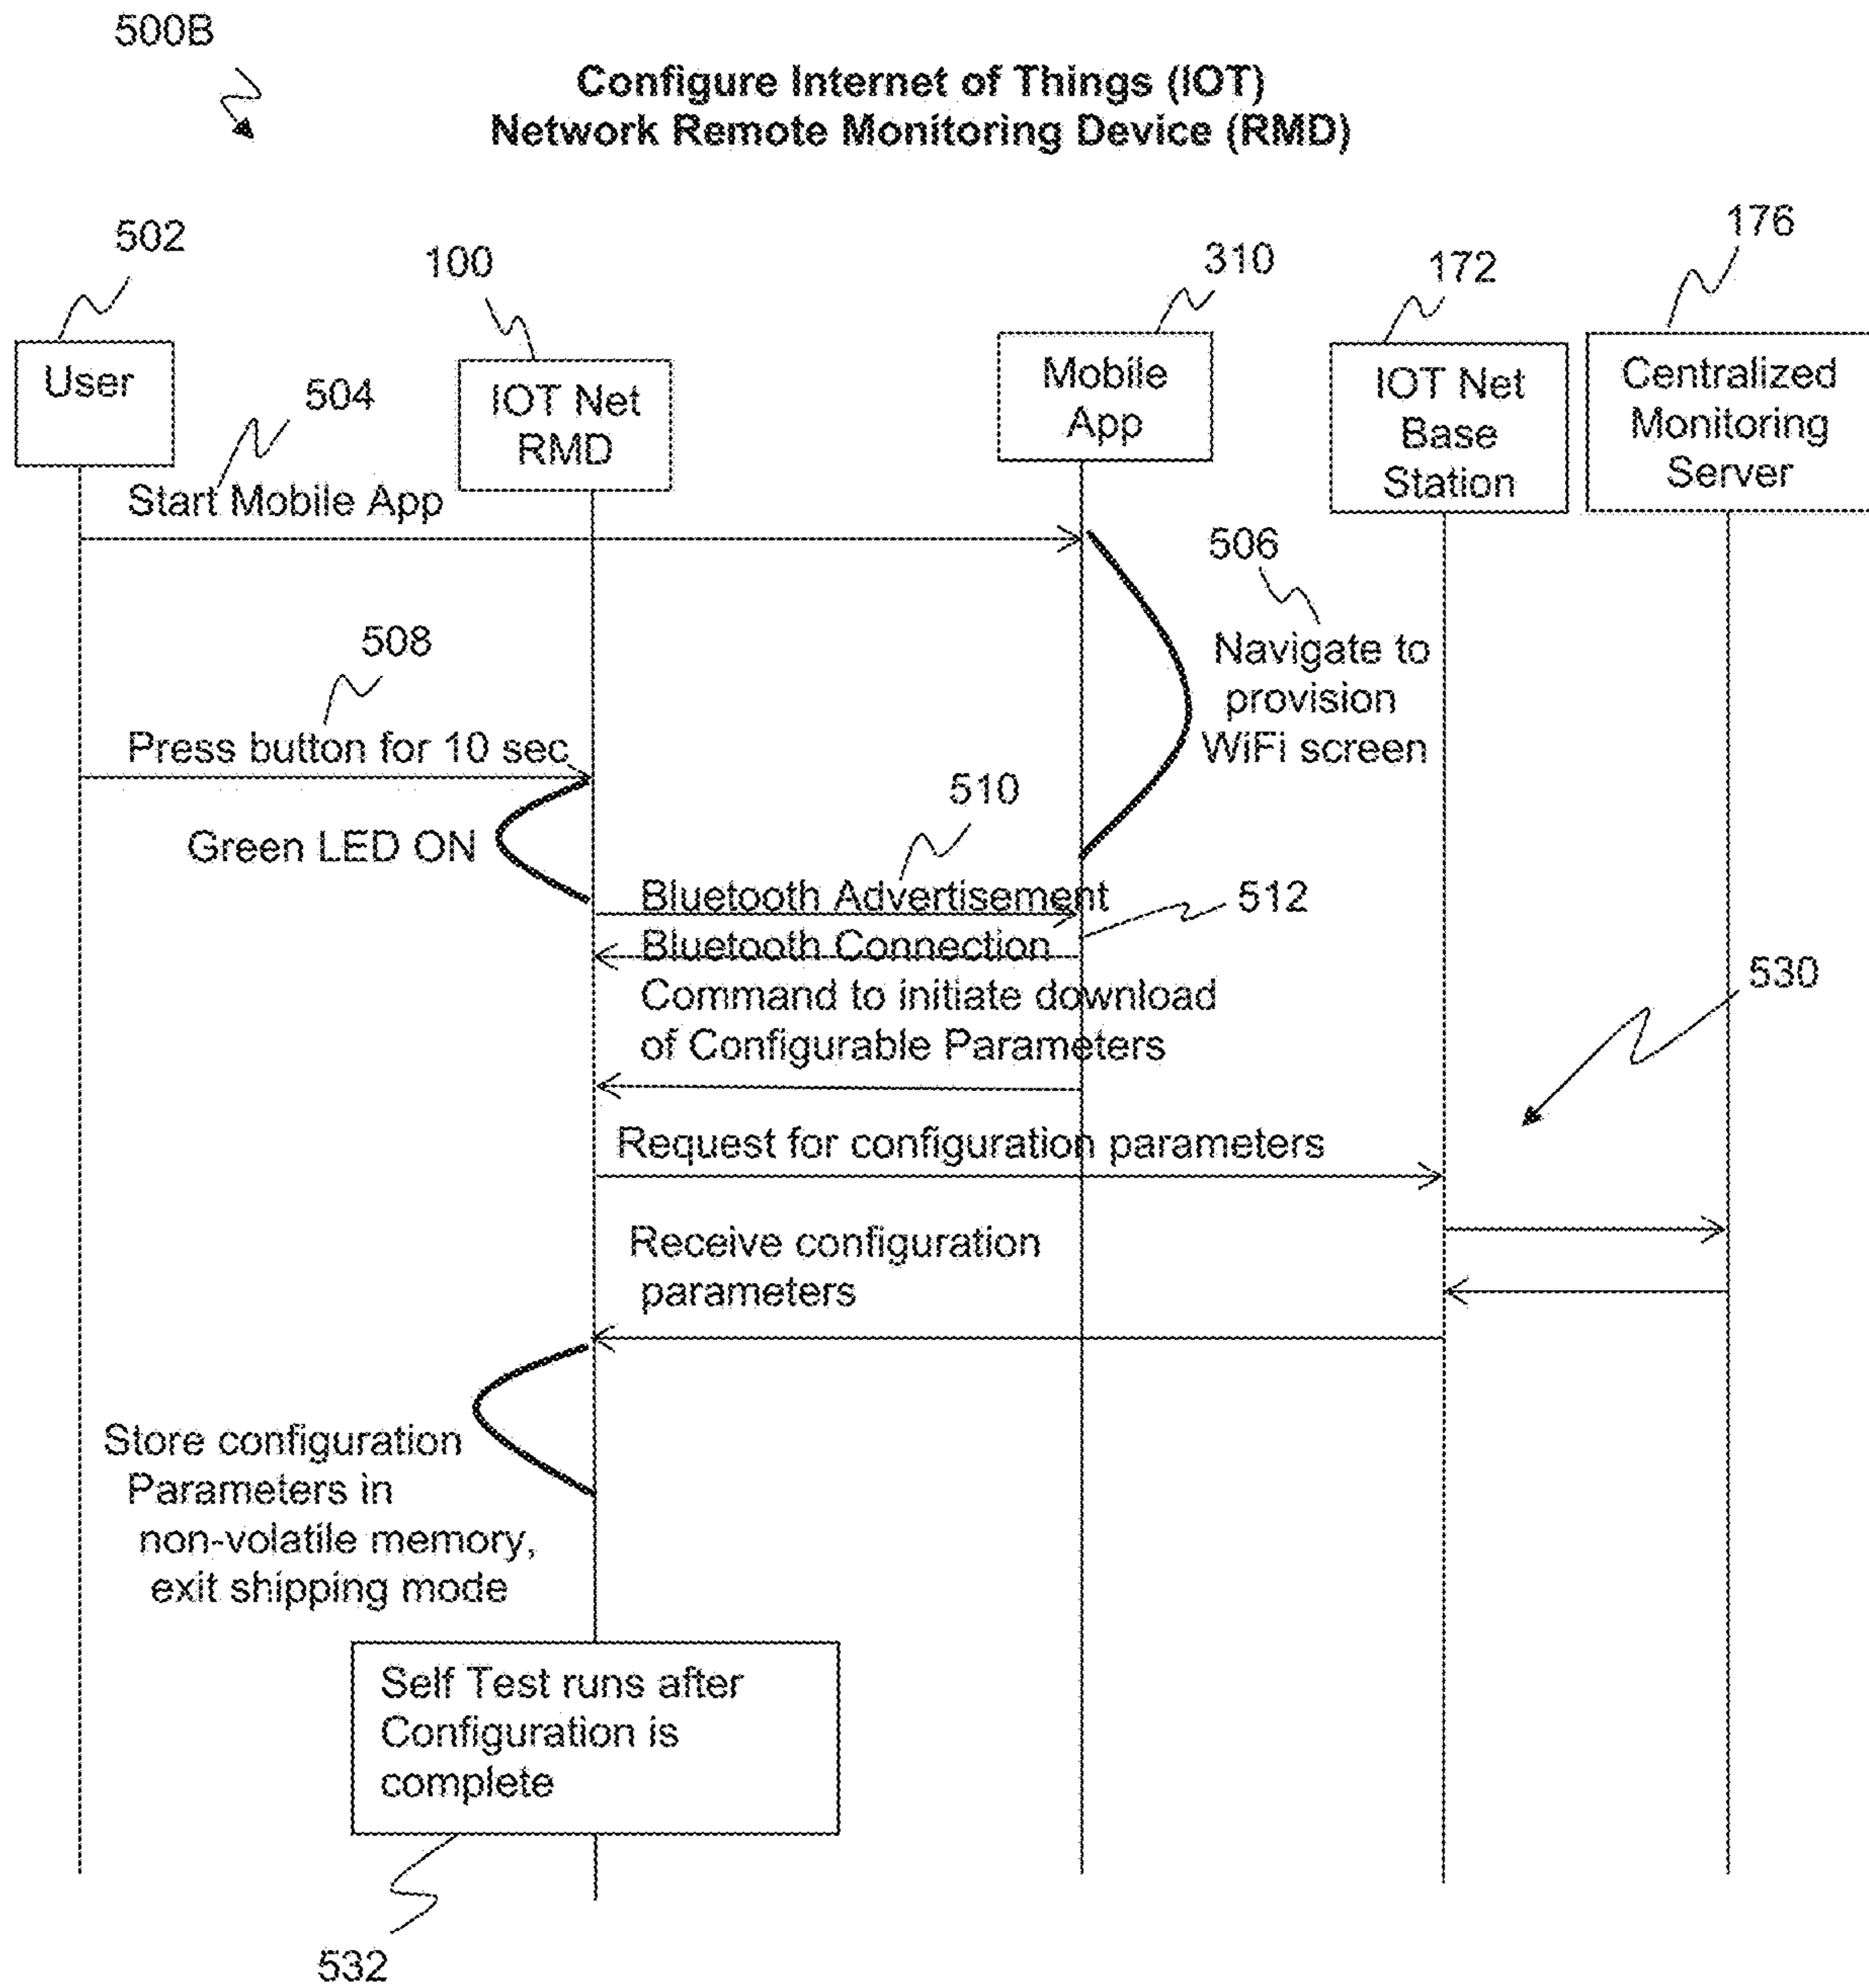 500B
Configure Internet of Things (IOT)
Network Remote Monitoring Device (RMD)
502
100
310
172
176
User
IOT Net
RMD
Mobile
App
IOT Net
Base
Station
Centralized
Monitoring
Server
504
Start Mobile App
506
Navigate to
provision
WiFi screen
508
Press button for 10 sec
Green LED ON
510
Bluetooth Advertisement
512
Bluetooth Connection
Command to initiate download
of Configurable Parameters
530
Request for configuration parameters
Receive configuration
parameters
Store configuration
Parameters in
non-volatile memory,
exit shipping mode
Self Test runs after
Configuration is
complete
532